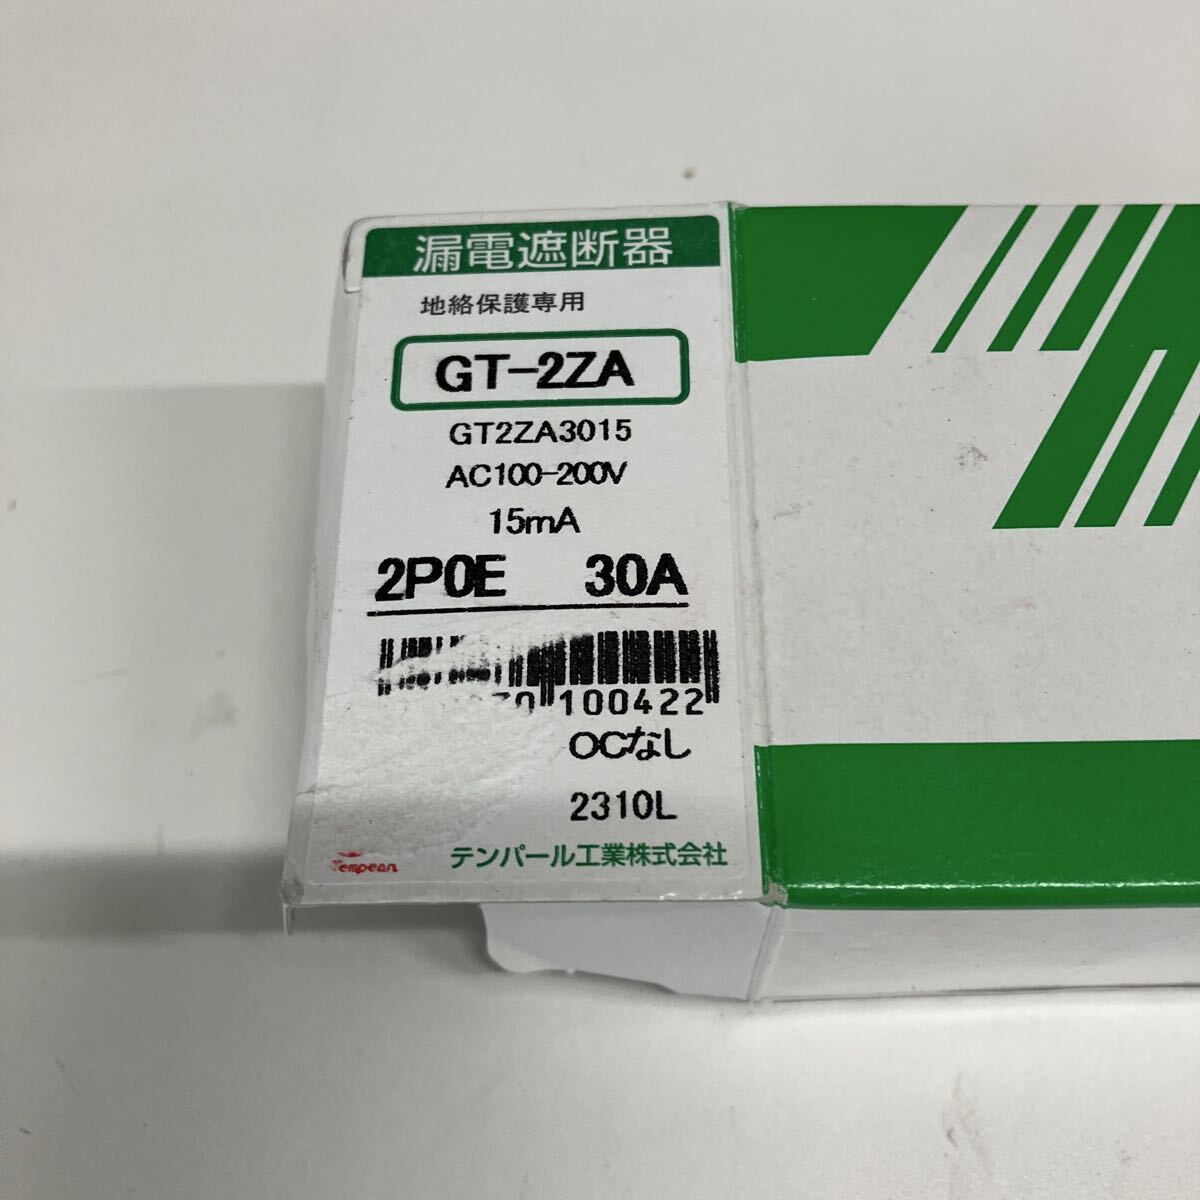 漏電遮断器
地絡保護専用
GT-2ZA
GT2ZA3015
AC100-200V
15mA
2P0E 30A
100422
OCなし
2310L
Tempearl テンパール工業株式会社